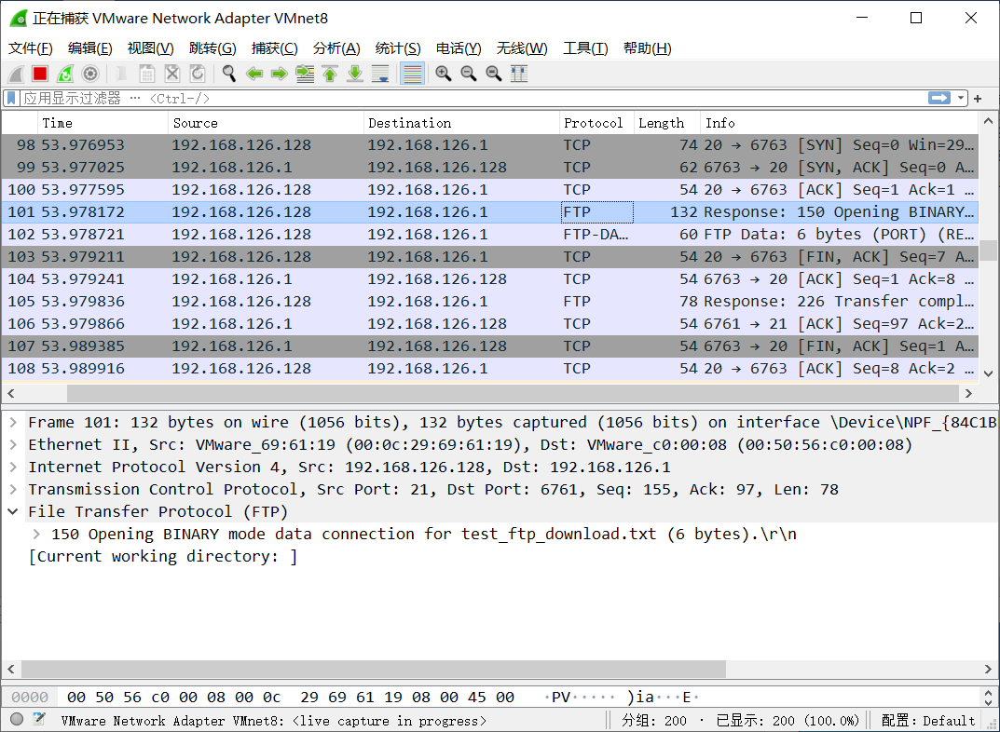 正在捕获 VMware Network Adapter VMnet8
文件(F) 编辑(E) 视图(V) 跳转(G) 捕获(C) 分析(A) 统计(S) 电话(Y) 无线(W) 工具(T) 帮助(H)
应用显示过滤器 … <Ctrl-/>
Time Source Destination Protocol Length Info
98 53.976953 192.168.126.128 192.168.126.1 TCP 74 20 → 6763 [SYN] Seq=0 Win=29…
99 53.977025 192.168.126.1 192.168.126.128 TCP 62 6763 → 20 [SYN, ACK] Seq=0 A…
100 53.977595 192.168.126.128 192.168.126.1 TCP 54 20 → 6763 [ACK] Seq=1 Ack=1 …
101 53.978172 192.168.126.128 192.168.126.1 FTP 132 Response: 150 Opening BINARY…
102 53.978721 192.168.126.128 192.168.126.1 FTP-DA… 60 FTP Data: 6 bytes (PORT) (RE…
103 53.979211 192.168.126.128 192.168.126.1 TCP 54 20 → 6763 [FIN, ACK] Seq=7 A…
104 53.979241 192.168.126.1 192.168.126.128 TCP 54 6763 → 20 [ACK] Seq=1 Ack=8 …
105 53.979836 192.168.126.128 192.168.126.1 FTP 78 Response: 226 Transfer compl…
106 53.979866 192.168.126.1 192.168.126.128 TCP 54 6761 → 21 [ACK] Seq=97 Ack=2…
107 53.989385 192.168.126.1 192.168.126.128 TCP 54 6763 → 20 [FIN, ACK] Seq=1 A…
108 53.989916 192.168.126.128 192.168.126.1 TCP 54 20 → 6763 [ACK] Seq=8 Ack=2 …
Frame 101: 132 bytes on wire (1056 bits), 132 bytes captured (1056 bits) on interface \Device\NPF_{84C1B
Ethernet II, Src: VMware_69:61:19 (00:0c:29:69:61:19), Dst: VMware_c0:00:08 (00:50:56:c0:00:08)
Internet Protocol Version 4, Src: 192.168.126.128, Dst: 192.168.126.1
Transmission Control Protocol, Src Port: 21, Dst Port: 6761, Seq: 155, Ack: 97, Len: 78
File Transfer Protocol (FTP)
150 Opening BINARY mode data connection for test_ftp_download.txt (6 bytes).\r\n
[Current working directory: ]
0000 00 50 56 c0 00 08 00 0c 29 69 61 19 08 00 45 00 ·PV····· )ia···E·
VMware Network Adapter VMnet8: <live capture in progress> 分组: 200 · 已显示: 200 (100.0%) 配置: Default